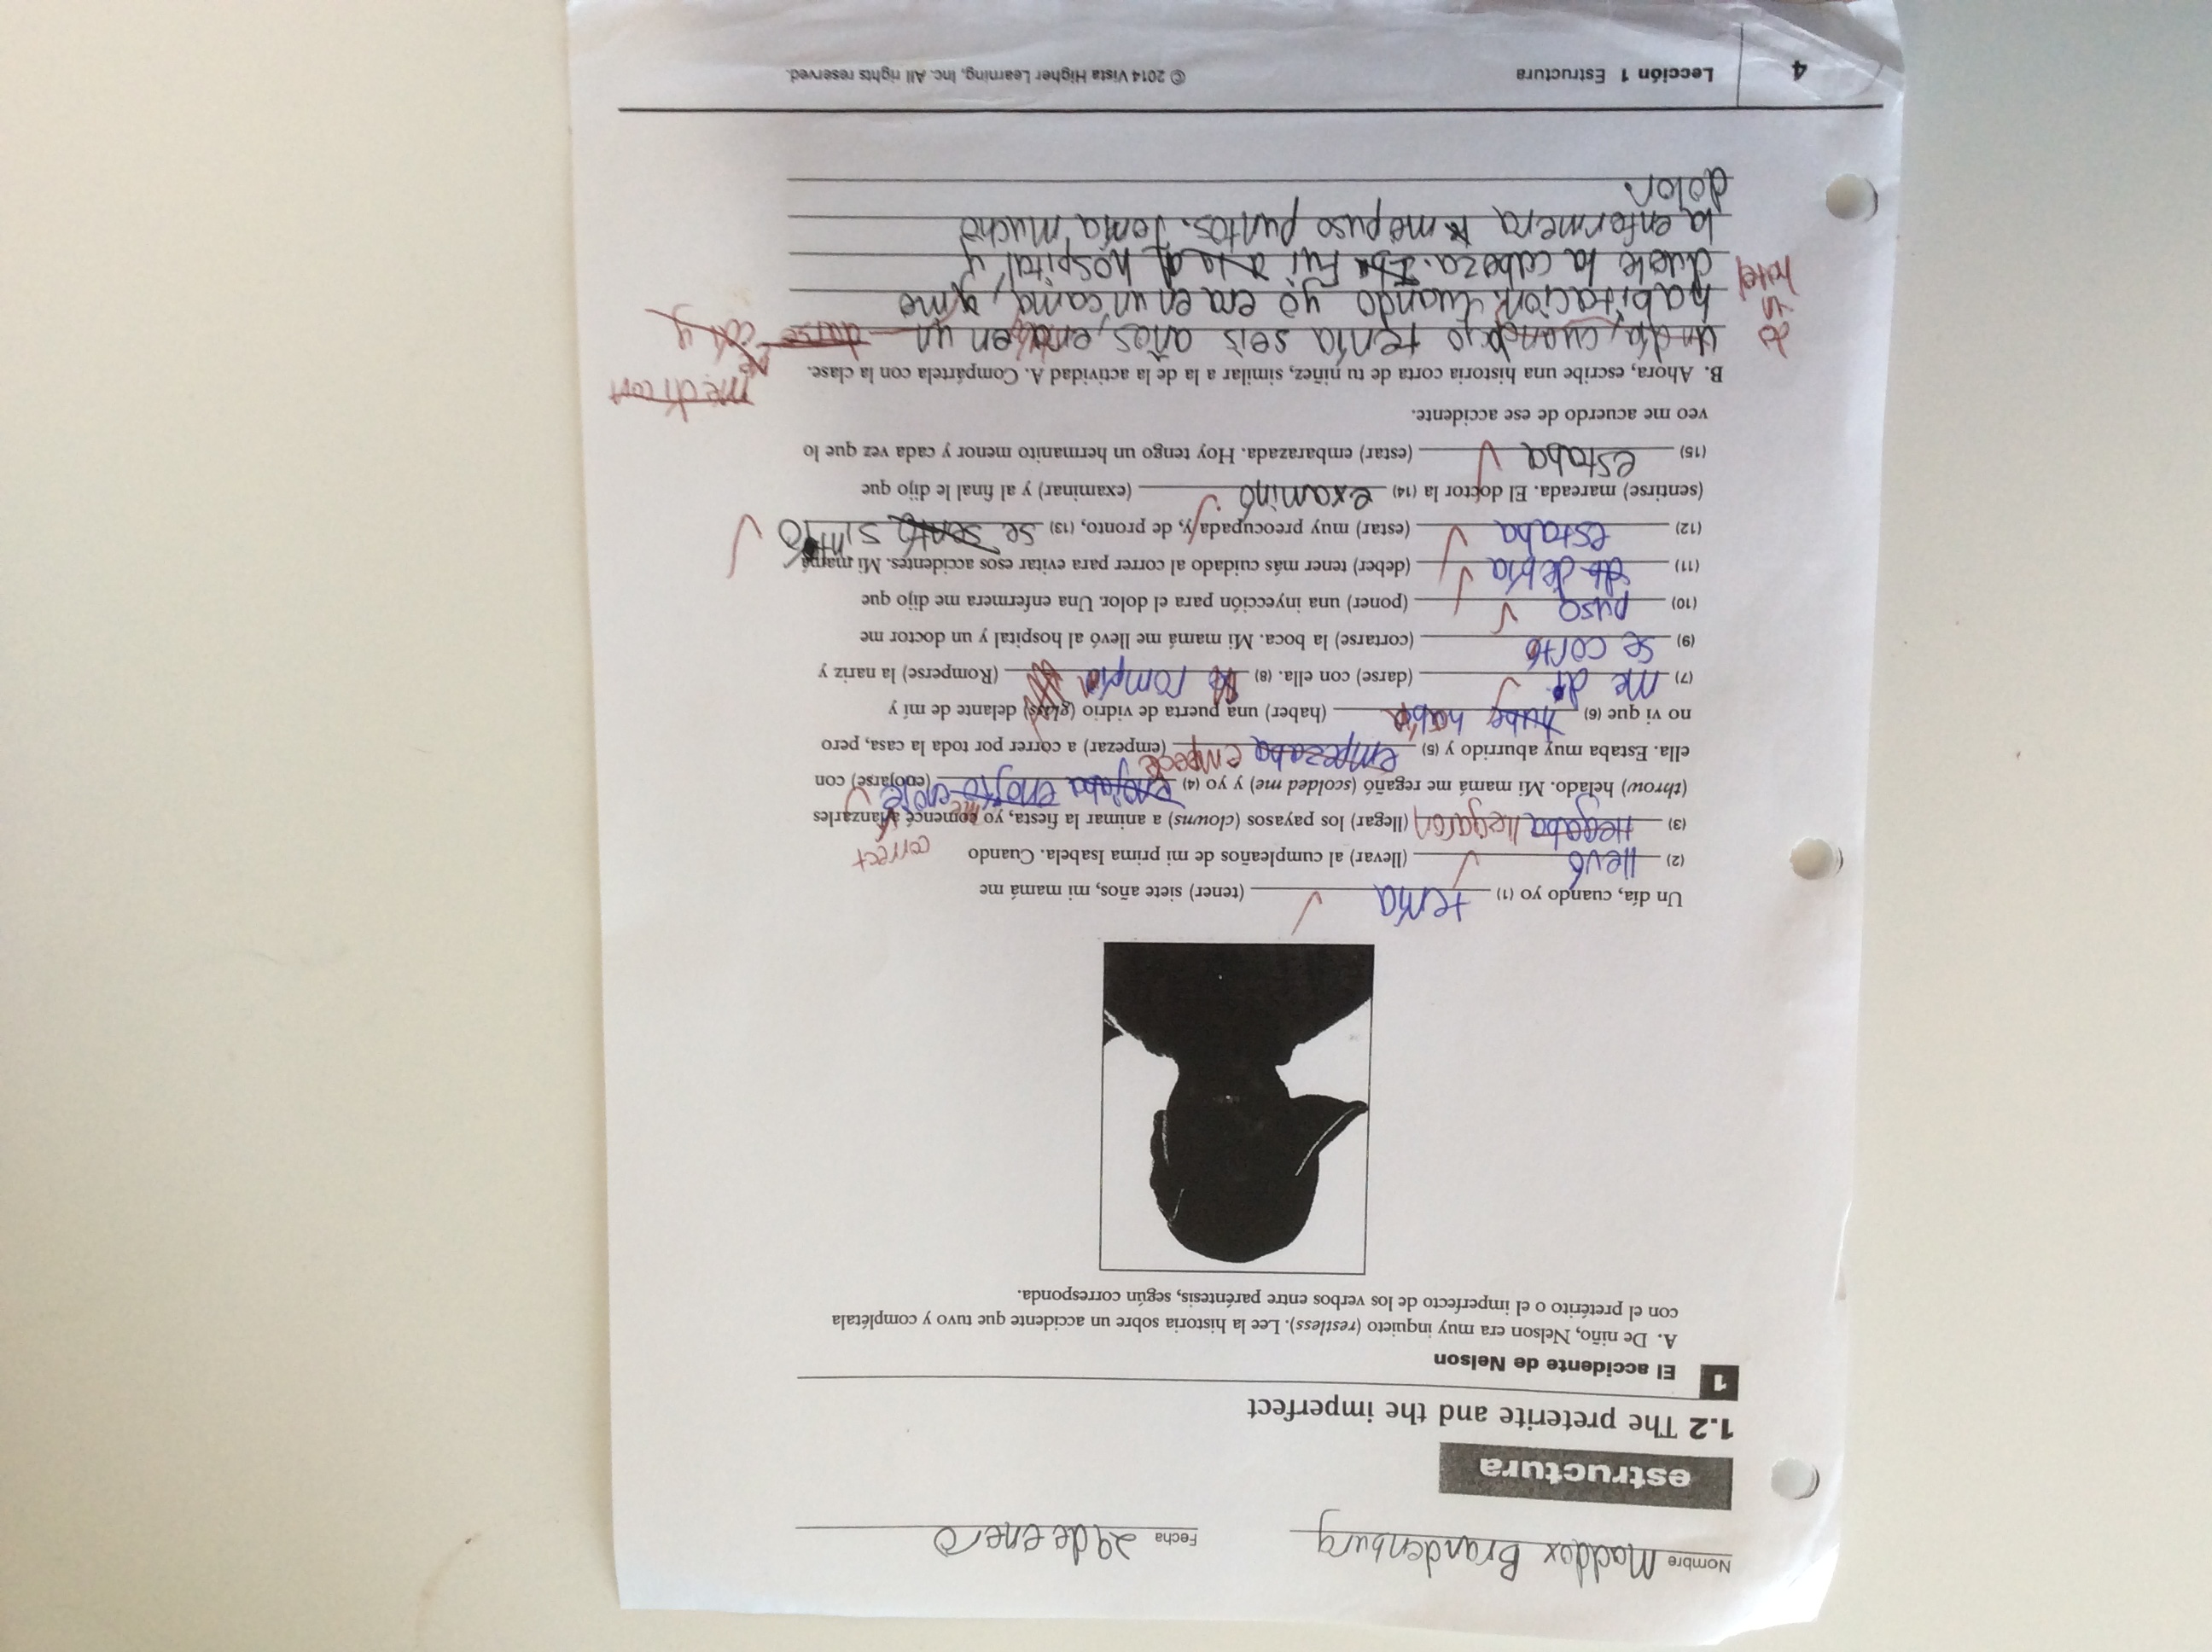 Nombre Maddox Brandenburg Fecha 29 de enero
estructura
1.2 The preterite and the imperfect
1 El accidente de Nelson
A. De niño, Nelson era muy inquieto (restless). Lee la historia sobre un accidente que tuvo y complétala
con el pretérito o el imperfecto de los verbos entre paréntesis, según corresponda.
Un día, cuando yo (1) tenía (tener) siete años, mi mamá me
(2) llevó (llevar) al cumpleaños de mi prima Isabela. Cuando correct
(3) llegaba llegaron (llegar) los payasos (clowns) a animar la fiesta, yo comencé a lanzarles
(throw) helado. Mi mamá me regañó (scolded me) y yo (4) enojaba enojó me enojé (enojarse) con
ella. Estaba muy aburrido y (5) empezaba empecé (empezar) a correr por toda la casa, pero
no vi que (6) hube había (haber) una puerta de vidrio (glass) delante de mí y
(7) me di (darse) con ella. (8) rompía (Romperse) la nariz y
(9) se cortó (cortarse) la boca. Mi mamá me llevó al hospital y un doctor me
(10) puso (poner) una inyección para el dolor. Una enfermera me dijo que
(11) debía (deber) tener más cuidado al correr para evitar esos accidentes. Mi mamá
(12) estaba (estar) muy preocupada y, de pronto, (13) se sintió (sentirse)
(sentirse) mareada. El doctor la (14) examinó (examinar) y al final le dijo que
(15) estaba (estar) embarazada. Hoy tengo un hermanito menor y cada vez que lo
veo me acuerdo de ese accidente.
B. Ahora, escribe una historia corta de tu niñez, similar a la de la actividad A. Compártela con la clase.
me di con
un día, cuando yo tenía seis años, en un darse
habitación cuando yo era en un cama, y me
de un hotel
duele la cabeza. Fui al hospital y
la enfermera me puso puntos. Tenía mucho
dolor.
4 Lección 1 Estructura © 2014 Vista Higher Learning, Inc. All rights reserved.